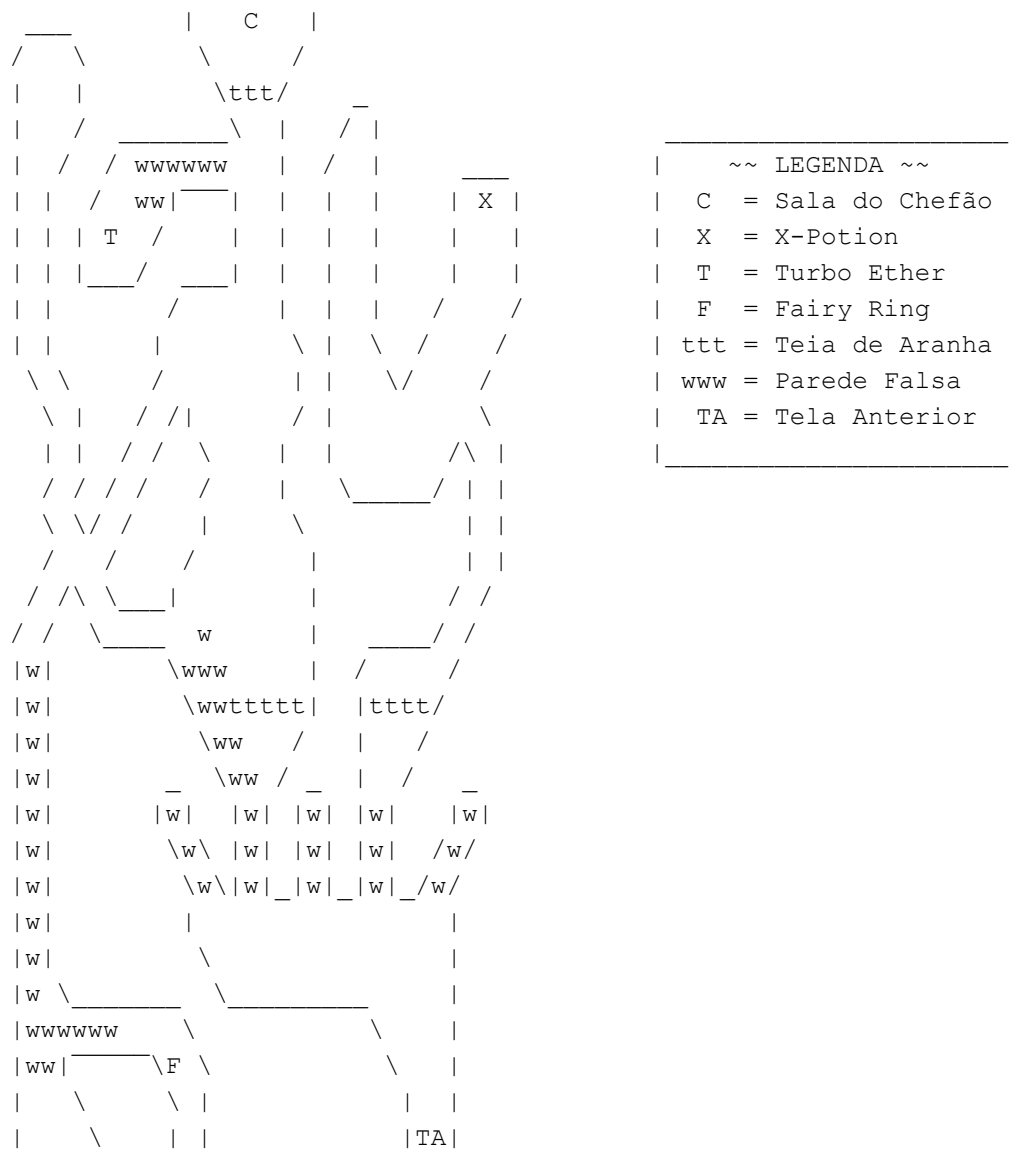 C
ttt
wwwwww
ww
T
X
~~ LEGENDA ~~
C = Sala do Chefão
X = X-Potion
T = Turbo Ether
F = Fairy Ring
ttt = Teia de Aranha
www = Parede Falsa
TA = Tela Anterior
w
w www
w wwttttt tttt
w ww
w ww
w w w w w w
w w w w w w
w w w w w w
w
w
w
wwwwww
ww F
TA